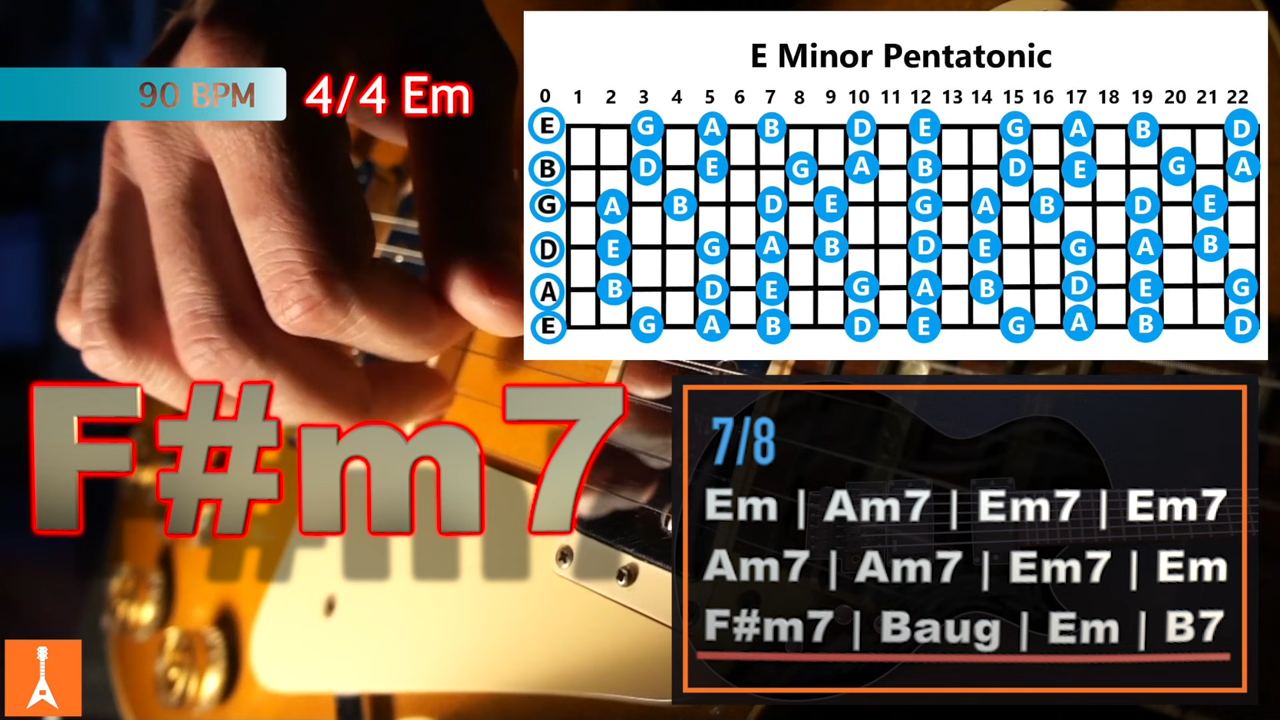 90 BPM
4/4 Em
E Minor Pentatonic
0 1 2 3 4 5 6 7 8 9 10 11 12 13 14 15 16 17 18 19 20 21 22
E G A B D E G A B D
B D E G A B D E G A
G A B D E G A B D E
D E G A B D E G A B
A B D E G A B D E G
E G A B D E G A B D
F#m7
7/8
Em | Am7 | Em7 | Em7
Am7 | Am7 | Em7 | Em
F#m7 | Baug | Em | B7